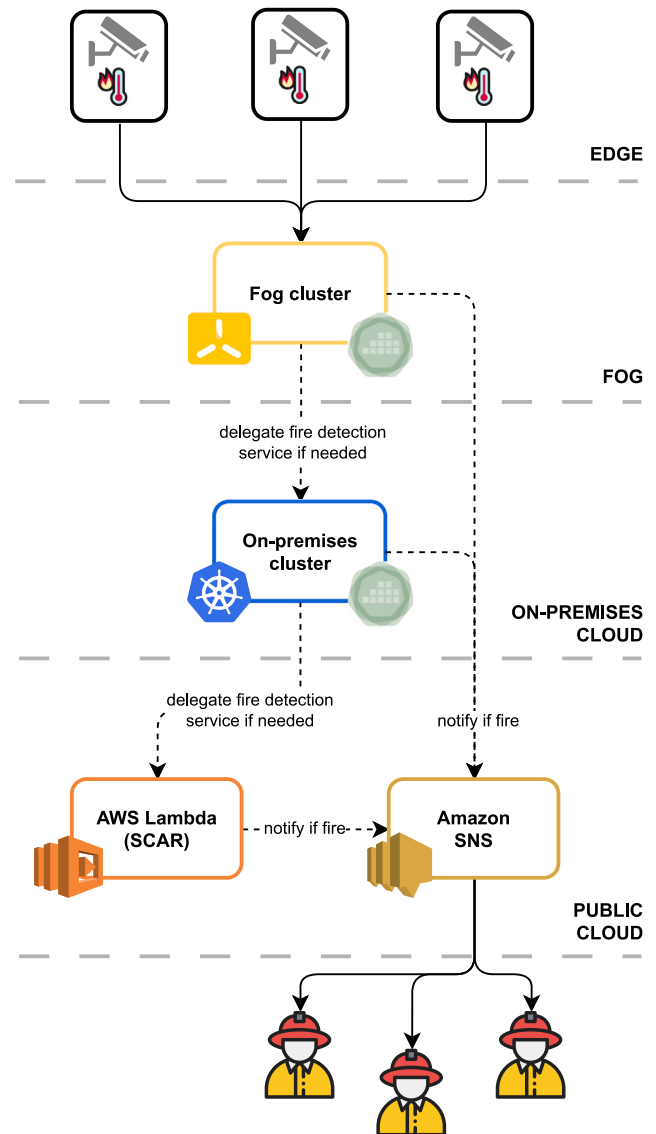 EDGE
Fog cluster
FOG
delegate fire detection
service if needed
On-premises
cluster
ON-PREMISES
CLOUD
delegate fire detection
service if needed
notify if fire
AWS Lambda
(SCAR)
notify if fire
Amazon
SNS
PUBLIC
CLOUD